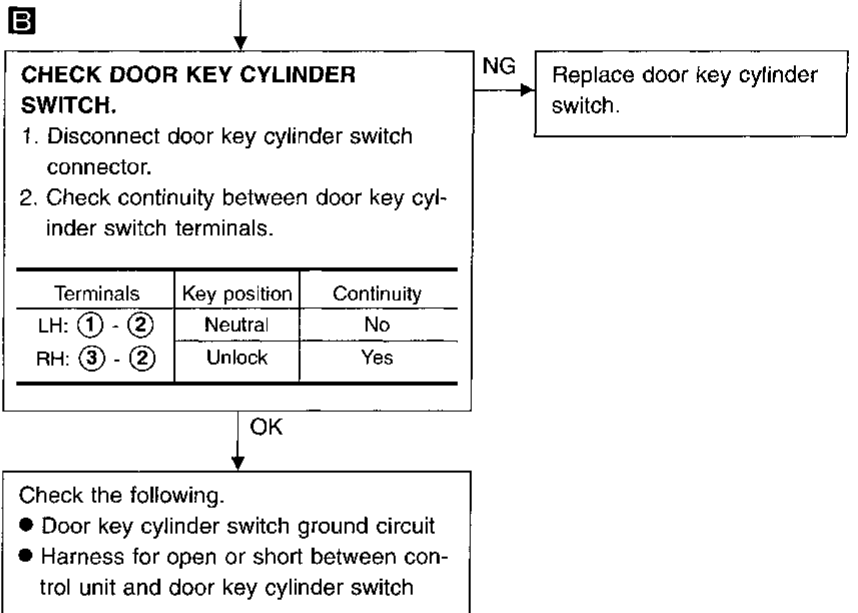 B
CHECK DOOR KEY CYLINDER
SWITCH.
1. Disconnect door key cylinder switch
connector.
2. Check continuity between door key cyl-
inder switch terminals.
Terminals Key position Continuity
LH: ① - ② Neutral No
RH: ③ - ② Unlock Yes
NG
Replace door key cylinder
switch.
OK
Check the following.
● Door key cylinder switch ground circuit
● Harness for open or short between con-
trol unit and door key cylinder switch